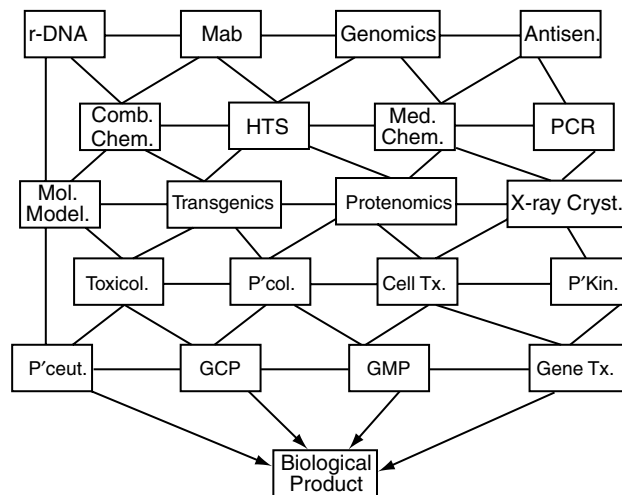 r-DNA
Mab
Genomics
Antisen.
Comb.
Chem.
HTS
Med.
Chem.
PCR
Mol.
Model.
Transgenics
Protenomics
X-ray Cryst.
Toxicol.
P'col.
Cell Tx.
P'Kin.
P'ceut.
GCP
GMP
Gene Tx.
Biological
Product